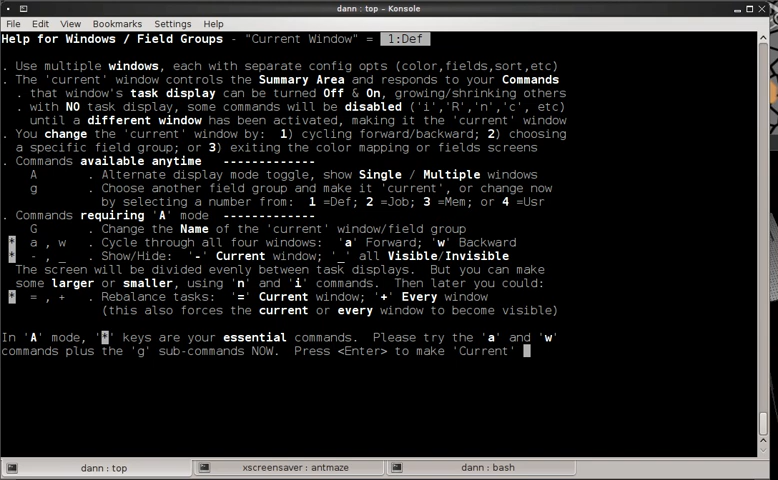 dann : top - Konsole
File Edit View Bookmarks Settings Help
Help for Windows / Field Groups - "Current Window" = 1:Def
. Use multiple windows, each with separate config opts (color,fields,sort,etc)
. The 'current' window controls the Summary Area and responds to your Commands
. that window's task display can be turned Off & On, growing/shrinking others
. with NO task display, some commands will be disabled ('i','R','n','c', etc)
until a different window has been activated, making it the 'current' window
. You change the 'current' window by: 1) cycling forward/backward; 2) choosing
a specific field group; or 3) exiting the color mapping or fields screens
. Commands available anytime -------------
A . Alternate display mode toggle, show Single / Multiple windows
g . Choose another field group and make it 'current', or change now
by selecting a number from: 1 =Def; 2 =Job; 3 =Mem; or 4 =Usr
. Commands requiring 'A' mode -------------
G . Change the Name of the 'current' window/field group
* a , w . Cycle through all four windows: 'a' Forward; 'w' Backward
* - , _ . Show/Hide: '-' Current window; '_' all Visible/Invisible
The screen will be divided evenly between task displays. But you can make
some larger or smaller, using 'n' and 'i' commands. Then later you could:
* = , + . Rebalance tasks: '=' Current window; '+' Every window
(this also forces the current or every window to become visible)
In 'A' mode, '*' keys are your essential commands. Please try the 'a' and 'w'
commands plus the 'g' sub-commands NOW. Press <Enter> to make 'Current'
dann : top
xscreensaver : antmaze
dann : bash